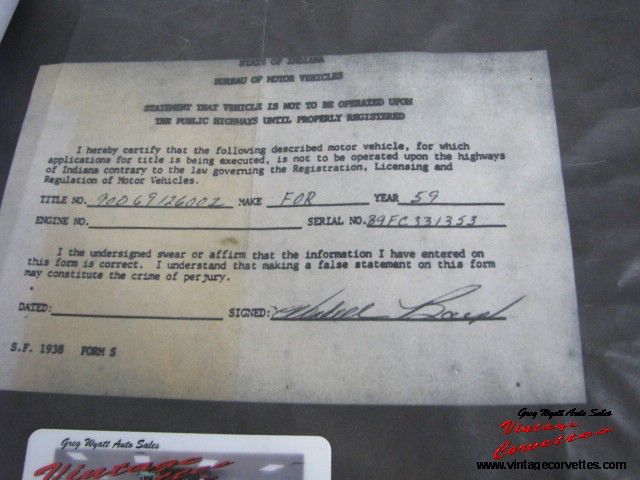 STATE OF INDIANA
BUREAU OF MOTOR VEHICLES
STATEMENT THAT VEHICLE IS NOT TO BE OPERATED UPON
THE PUBLIC HIGHWAYS UNTIL PROPERLY REGISTERED
I hereby certify that the following described motor vehicle, for which
applications for title is being executed, is not to be operated upon the highways
of Indiana contrary to the law governing the Registration, Licensing and
Regulation of Motor Vehicles.
TITLE NO. 90069126002 MAKE FOR YEAR 59
ENGINE NO. SERIAL NO. B9FC331353
I the undersigned swear or affirm that the information I have entered on
this form is correct. I understand that making a false statement on this form
may constitute the crime of perjury.
DATED: SIGNED:
S.F. 1938 FORM S
Greg Wyatt Auto Sales
Vintage
Greg Wyatt Auto Sales
Vintage
Corvettes
www.vintagecorvettes.com